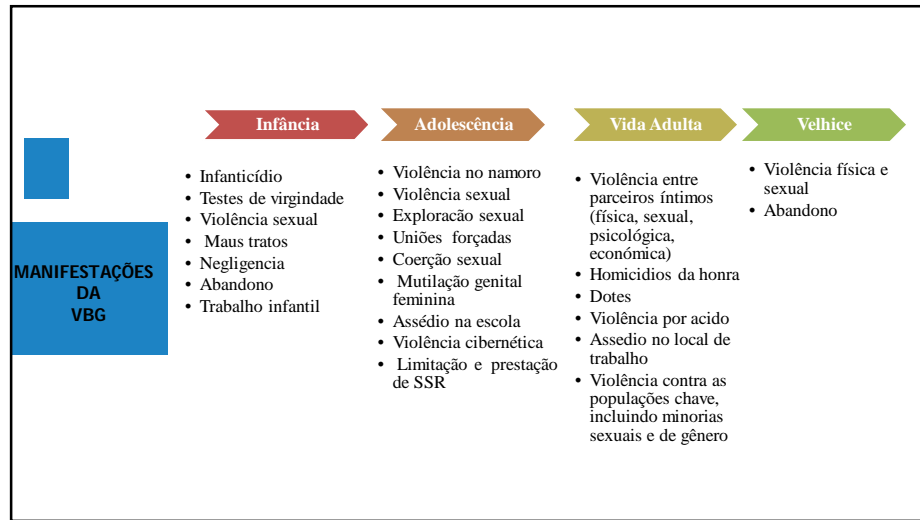 MANIFESTAÇÕES
DA
VBG
Infância
• Infanticídio
• Testes de virgindade
• Violência sexual
• Maus tratos
• Negligencia
• Abandono
• Trabalho infantil
Adolescência
• Violência no namoro
• Violência sexual
• Exploracão sexual
• Uniões forçadas
• Coerção sexual
• Mutilação genital
feminina
• Assédio na escola
• Violência cibernética
• Limitação e prestação
de SSR
Vida Adulta
• Violência entre
parceiros íntimos
(física, sexual,
psicológica,
económica)
• Homicidios da honra
• Dotes
• Violência por acido
• Assedio no local de
trabalho
• Violência contra as
populações chave,
incluindo minorias
sexuais e de gênero
Velhice
• Violência física e
sexual
• Abandono